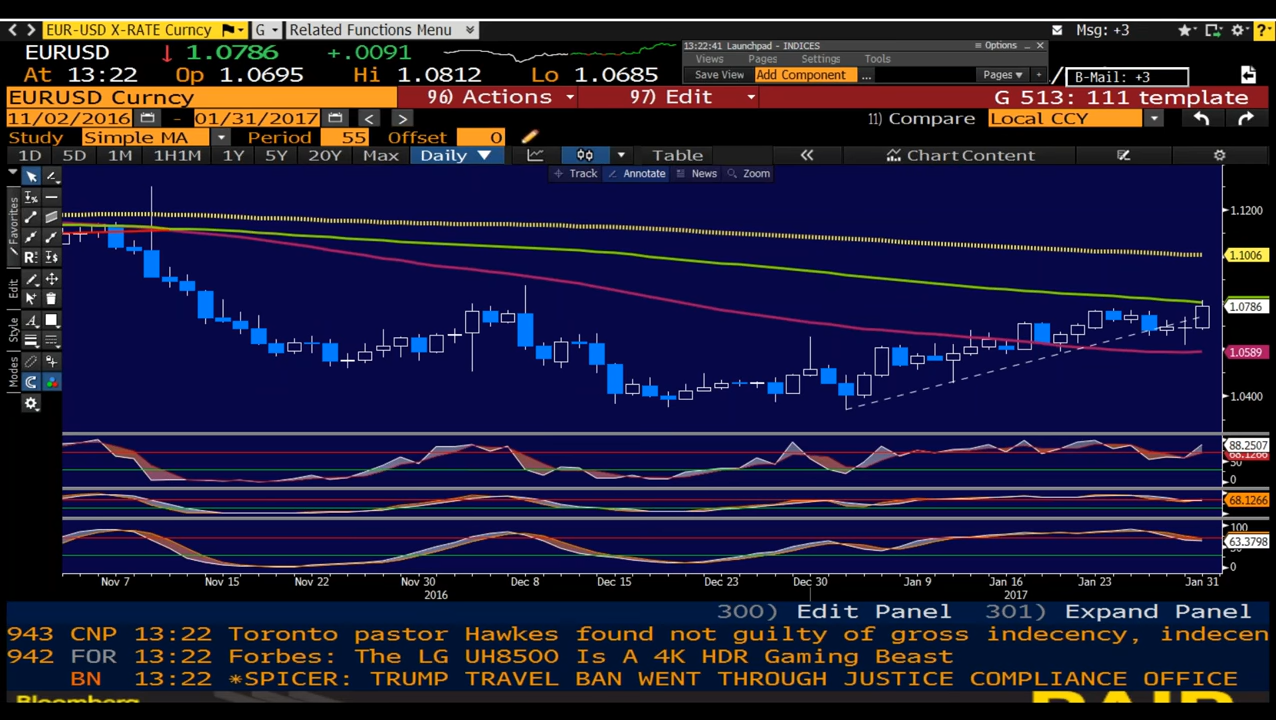 EUR-USD X-RATE Curncy G Related Functions Menu Msg: +3
EURUSD 1.0786 +.0091
13:22:41 Launchpad - INDICES Options
Views Pages Settings Tools
Save View Add Component ... Pages +
/ B-Mail: +3
At 13:22 Op 1.0695 Hi 1.0812 Lo 1.0685
EURUSD Curncy 96) Actions 97) Edit G 513: 111 template
11/02/2016 - 01/31/2017 < > 11) Compare Local CCY
Study Simple MA Period 55 Offset 0
1D 5D 1M 1H1M 1Y 5Y 20Y Max Daily Table Chart Content
Track Annotate News Zoom
Favorites
Edit
Style
Modes
1.1200
1.1006
1.0786
1.0589
1.0400
88.2507
50
0
68.1266
100
63.3798
0
Nov 7 Nov 15 Nov 22 Nov 30 Dec 8 Dec 15 Dec 23 Dec 30 Jan 9 Jan 16 Jan 23 Jan 31
2016 2017
300) Edit Panel 301) Expand Panel
943 CNP 13:22 Toronto pastor Hawkes found not guilty of gross indecency, indecen
942 FOR 13:22 Forbes: The LG UH8500 Is A 4K HDR Gaming Beast
BN 13:22 *SPICER: TRUMP TRAVEL BAN WENT THROUGH JUSTICE COMPLIANCE OFFICE
Bloomberg